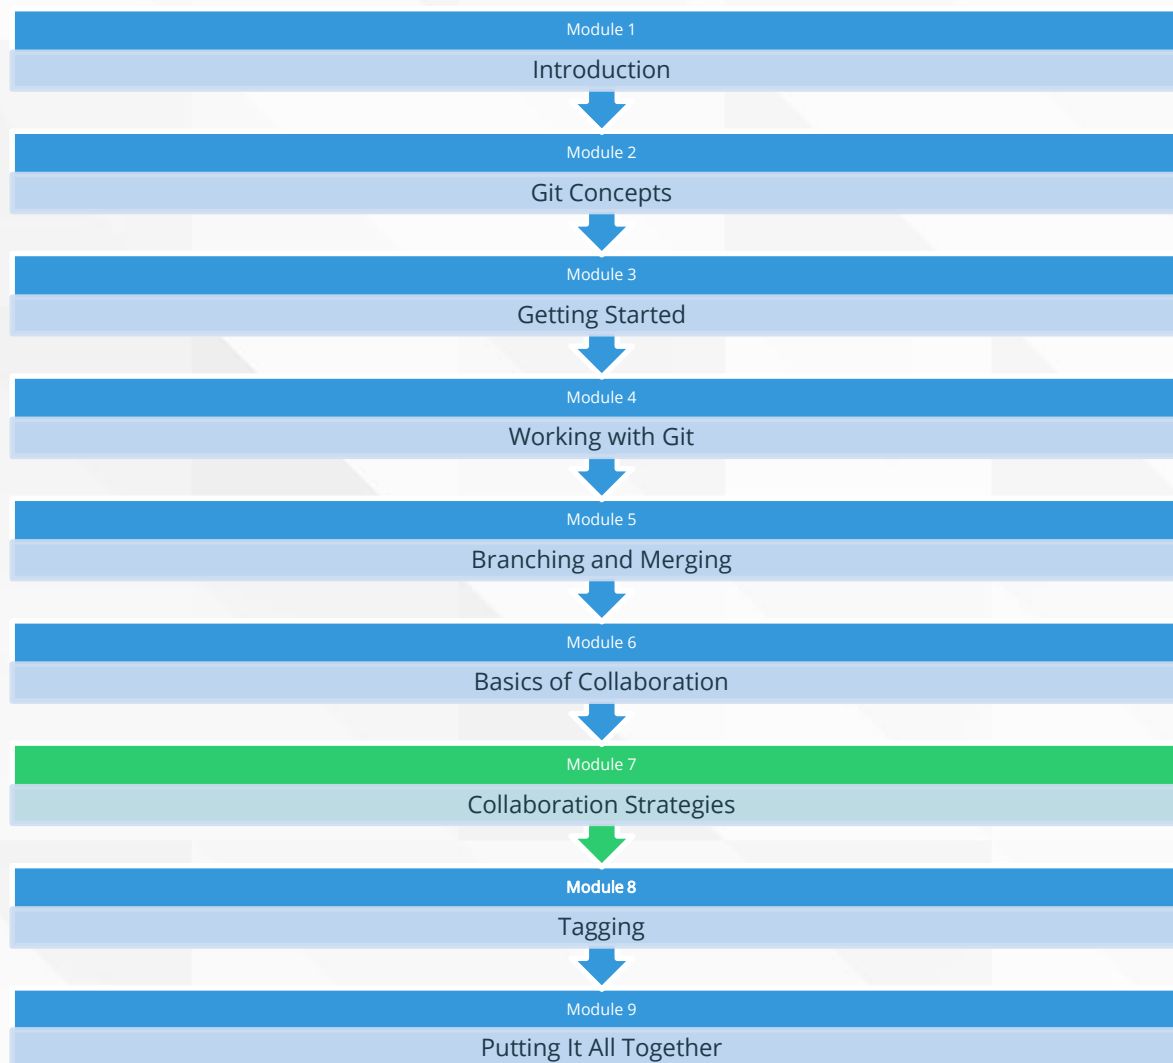 Module 1
Introduction
Module 2
Git Concepts
Module 3
Getting Started
Module 4
Working with Git
Module 5
Branching and Merging
Module 6
Basics of Collaboration
Module 7
Collaboration Strategies
Module 8
Tagging
Module 9
Putting It All Together